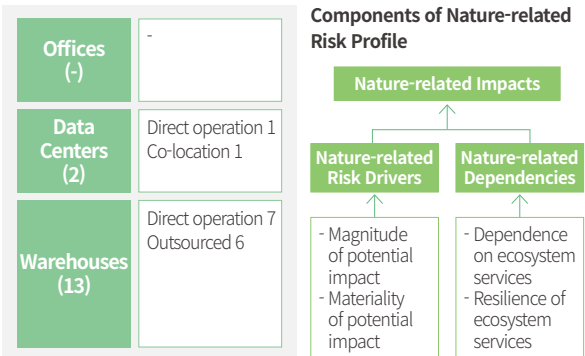 Offices
(-)
-
Data
Centers
(2)
Direct operation 1
Co-location 1
Warehouses
(13)
Direct operation 7
Outsourced 6
Components of Nature-related
Risk Profile
Nature-related Impacts
Nature-related
Risk Drivers
Nature-related
Dependencies
- Magnitude
of potential
impact
- Materiality
of potential
impact
- Dependence
on ecosystem
services
- Resilience of
ecosystem
services